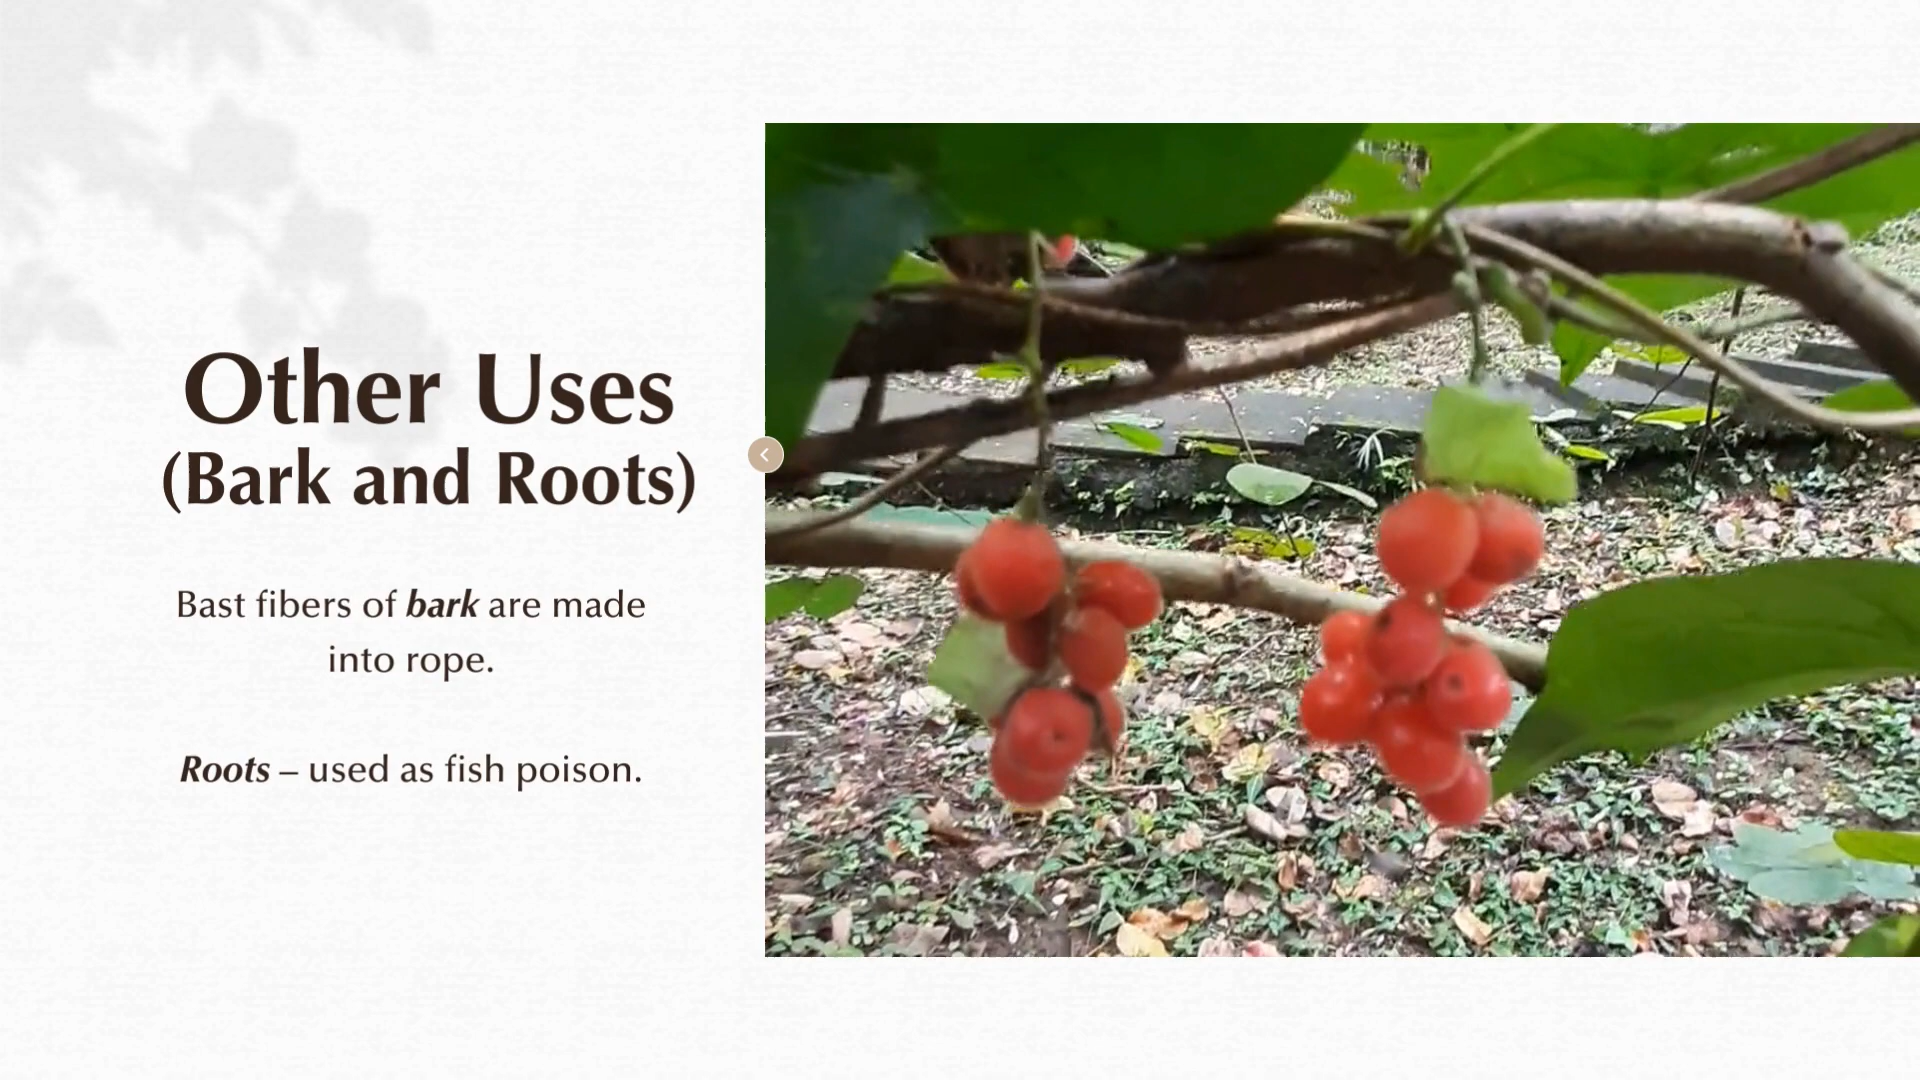 Other Uses
(Bark and Roots)
Bast fibers of bark are made
into rope.
Roots – used as fish poison.